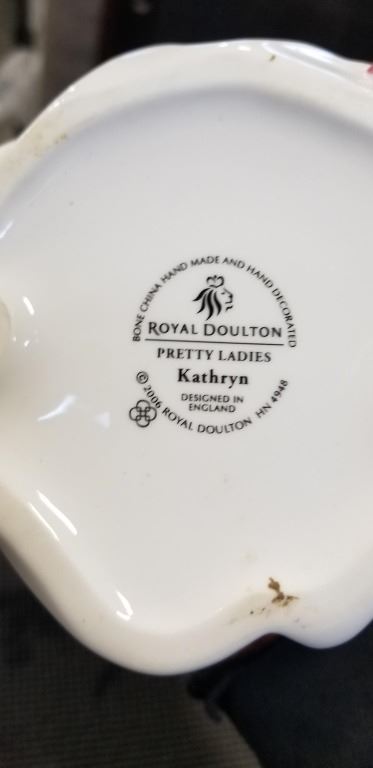 BONE CHINA HAND MADE AND HAND DECORATED
ROYAL DOULTON
PRETTY LADIES
Kathryn
DESIGNED IN
ENGLAND
© 2006 ROYAL DOULTON HN 4948